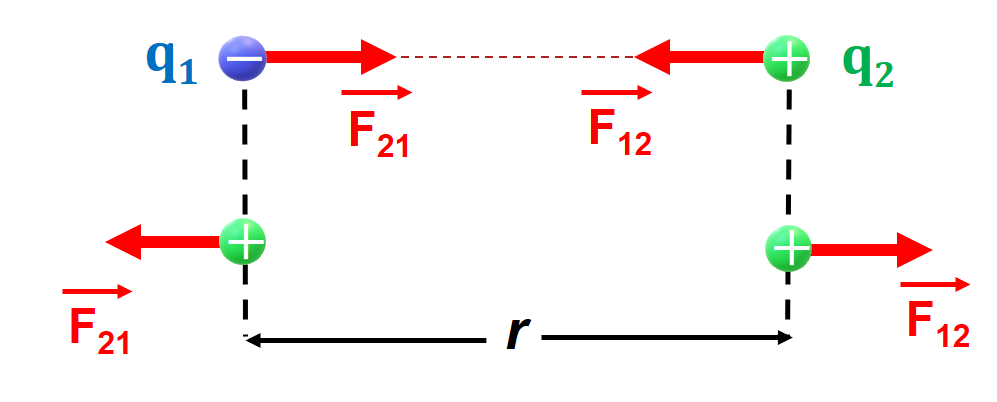 q₁ − + q₂
F₂₁ F₁₂
+ +
F₂₁ r F₁₂